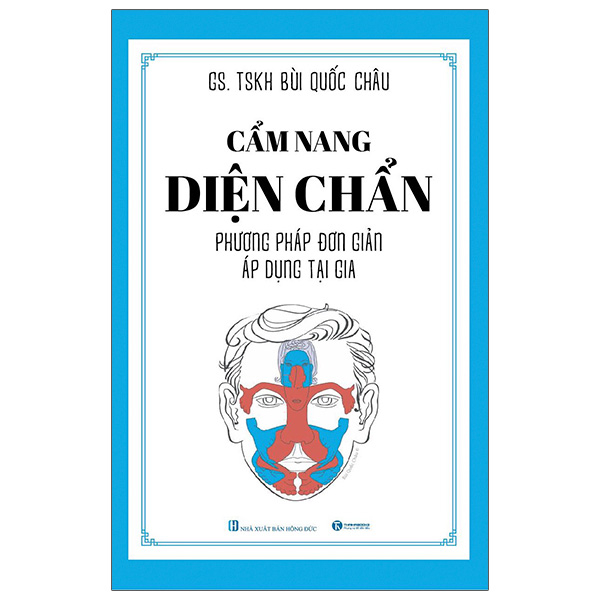 GS. TSKH BÙI QUỐC CHÂU
CẨM NANG
DIỆN CHẨN
PHƯƠNG PHÁP ĐƠN GIẢN
ÁP DỤNG TẠI GIA
NHÀ XUẤT BẢN HỒNG ĐỨC
THAIHABOOKS